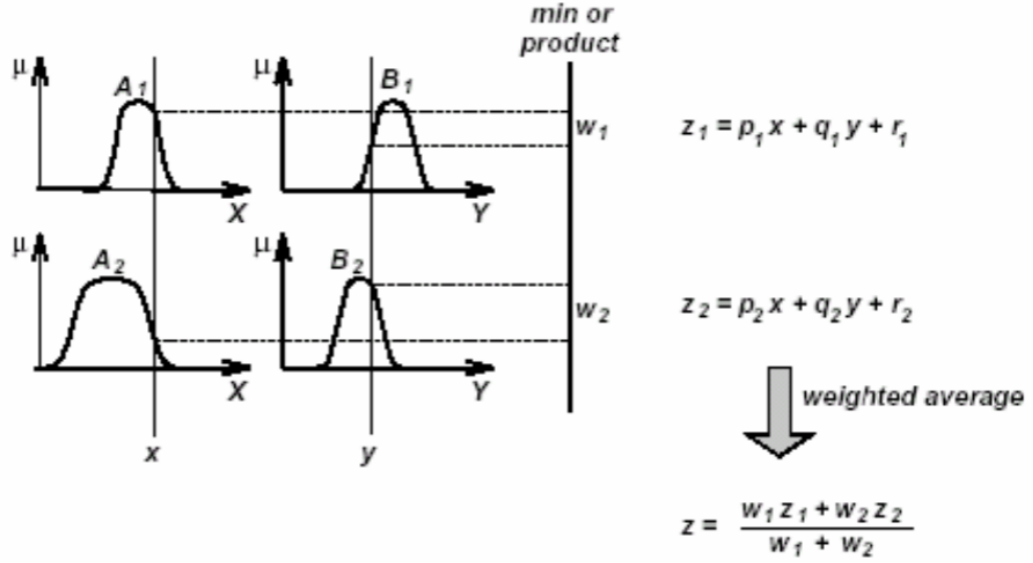 min or
product
μ
A1
μ
B1
w1
z1 = p1 x + q1 y + r1
X
Y
μ
A2
μ
B2
w2
z2 = p2 x + q2 y + r2
X
Y
weighted average
x
y
z = w1 z1 + w2 z2
w1 + w2